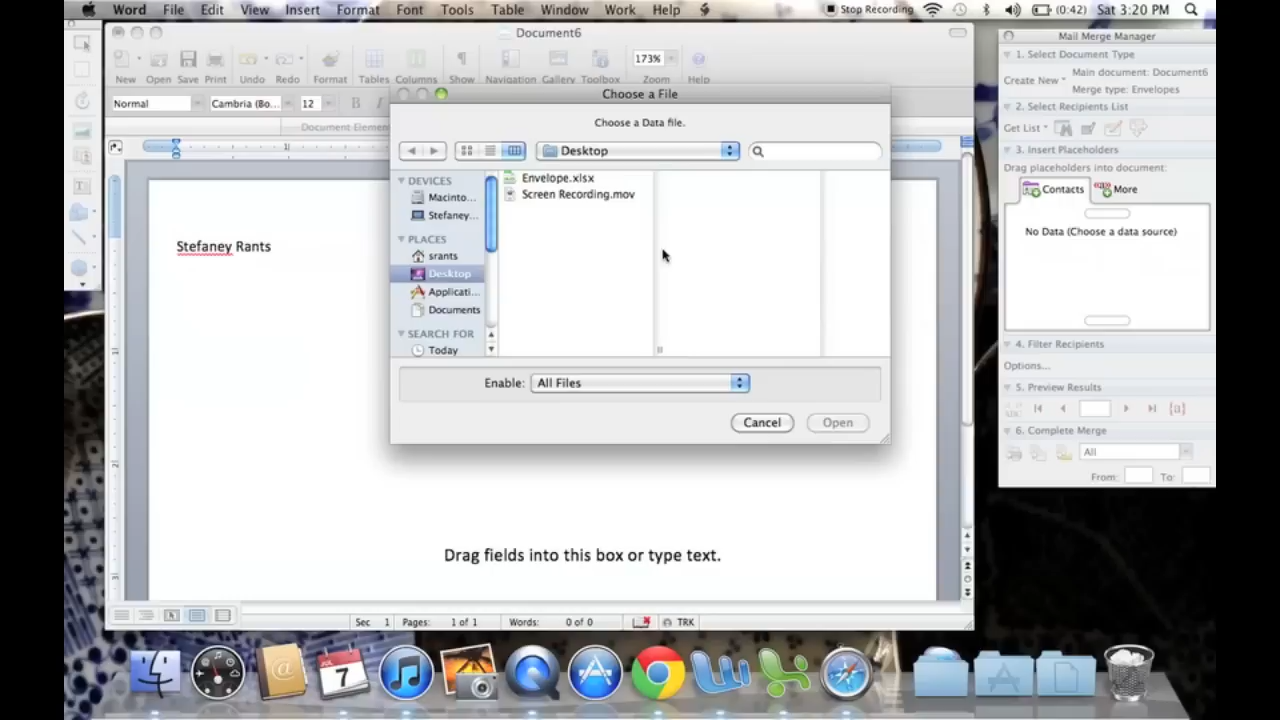 Word File Edit View Insert Format Font Tools Table Window Work Help Stop Recording (0:42) Sat 3:20 PM
Document6
New Open Save Print Undo Redo Format Tables Columns Show Navigation Gallery Toolbox Zoom Help
173%
Normal Cambria (Bo... 12 B I
Document Elemen
Stefaney Rants
Drag fields into this box or type text.
Sec 1 Pages: 1 of 1 Words: 0 of 0 TRK
Choose a File
Choose a Data file.
Desktop
DEVICES
Macinto...
Stefaney...
PLACES
srants
Desktop
Applicati...
Documents
SEARCH FOR
Today
Envelope.xlsx
Screen Recording.mov
Enable: All Files
Cancel Open
Mail Merge Manager
1. Select Document Type
Create New
Main document: Document6
Merge type: Envelopes
2. Select Recipients List
Get List
3. Insert Placeholders
Drag placeholders into document:
Contacts More
No Data (Choose a data source)
4. Filter Recipients
Options...
5. Preview Results
6. Complete Merge
All
From: To:
7